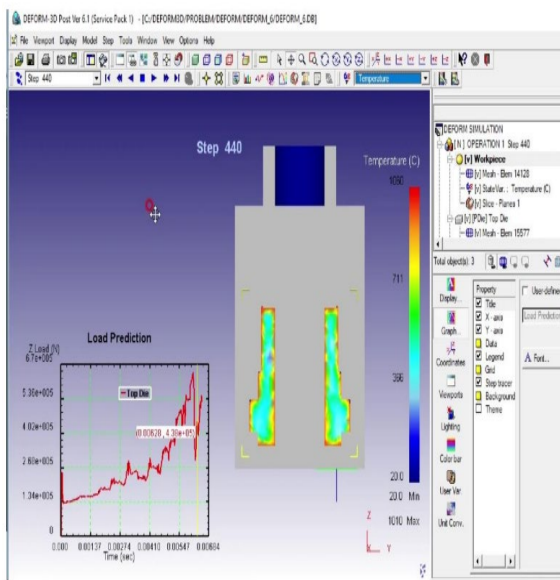 DEFORM-3D Post Ver 6.1 (Service Pack 1) - [C:/DEFORM3D/PROBLEM/DEFORM/DEFORM_6/DEFORM_6.DB]
File Viewport Display Model Step Tools Window View Options Help
Step 440
Temperature
Step 440
Temperature (C)
1080
711
366
20.0
20.0 Min
1010 Max
Z
Y
Load Prediction
Z Load (N)
6.7e+005
5.36e+005
4.02e+005
2.68e+005
1.34e+005
0
Top Die
(0.00628, 4.38e+05)
0.000 0.00137 0.00274 0.00410 0.00547 0.00684
Time (sec)
DEFORM SIMULATION
[N] OPERATION 1 Step 440
[v] Workpiece
[v] Mesh - Elem 14128
[v] StateVar. : Temperature (C)
[v] Slice - Planes 1
[v] [PDie] Top Die
[v] Mesh - Elem 15577
Total object(s) 3
Display...
Graph...
Coordinates
Viewports
Lighting
Color bar
User Var.
Unit Conv.
Property
Title
X - axis
Y - axis
Data
Legend
Grid
Step tracer
Background
Theme
User-define
Load Prediction
A Font...